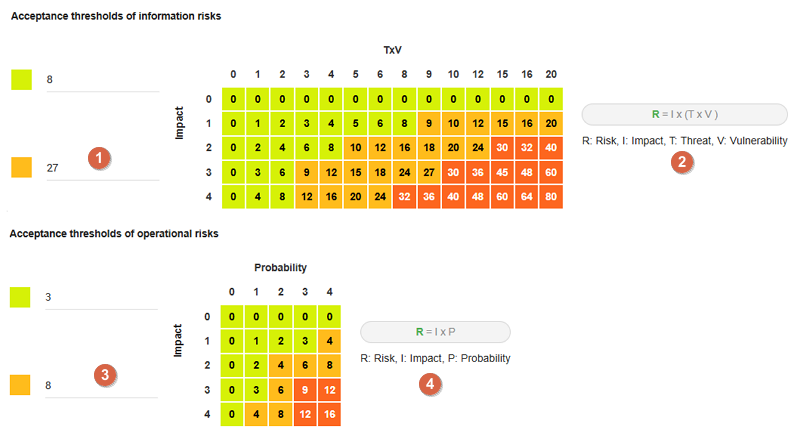 Acceptance thresholds of information risks
TxV
8
0 1 2 3 4 5 6 8 9 10 12 15 16 20
Impact
0 0 0 0 0 0 0 0 0 0 0 0 0 0 0
1 0 1 2 3 4 5 6 8 9 10 12 15 16 20
2 0 2 4 6 8 10 12 16 18 20 24 30 32 40
3 0 3 6 9 12 15 18 24 27 30 36 45 48 60
4 0 4 8 12 16 20 24 32 36 40 48 60 64 80
R = I x (T x V )
R: Risk, I: Impact, T: Threat, V: Vulnerability
1
27
2
Acceptance thresholds of operational risks
Probability
3
0 1 2 3 4
Impact
0 0 0 0 0 0
1 0 1 2 3 4
2 0 2 4 6 8
3 0 3 6 9 12
4 0 4 8 12 16
R = I x P
R: Risk, I: Impact, P: Probability
3
8
4